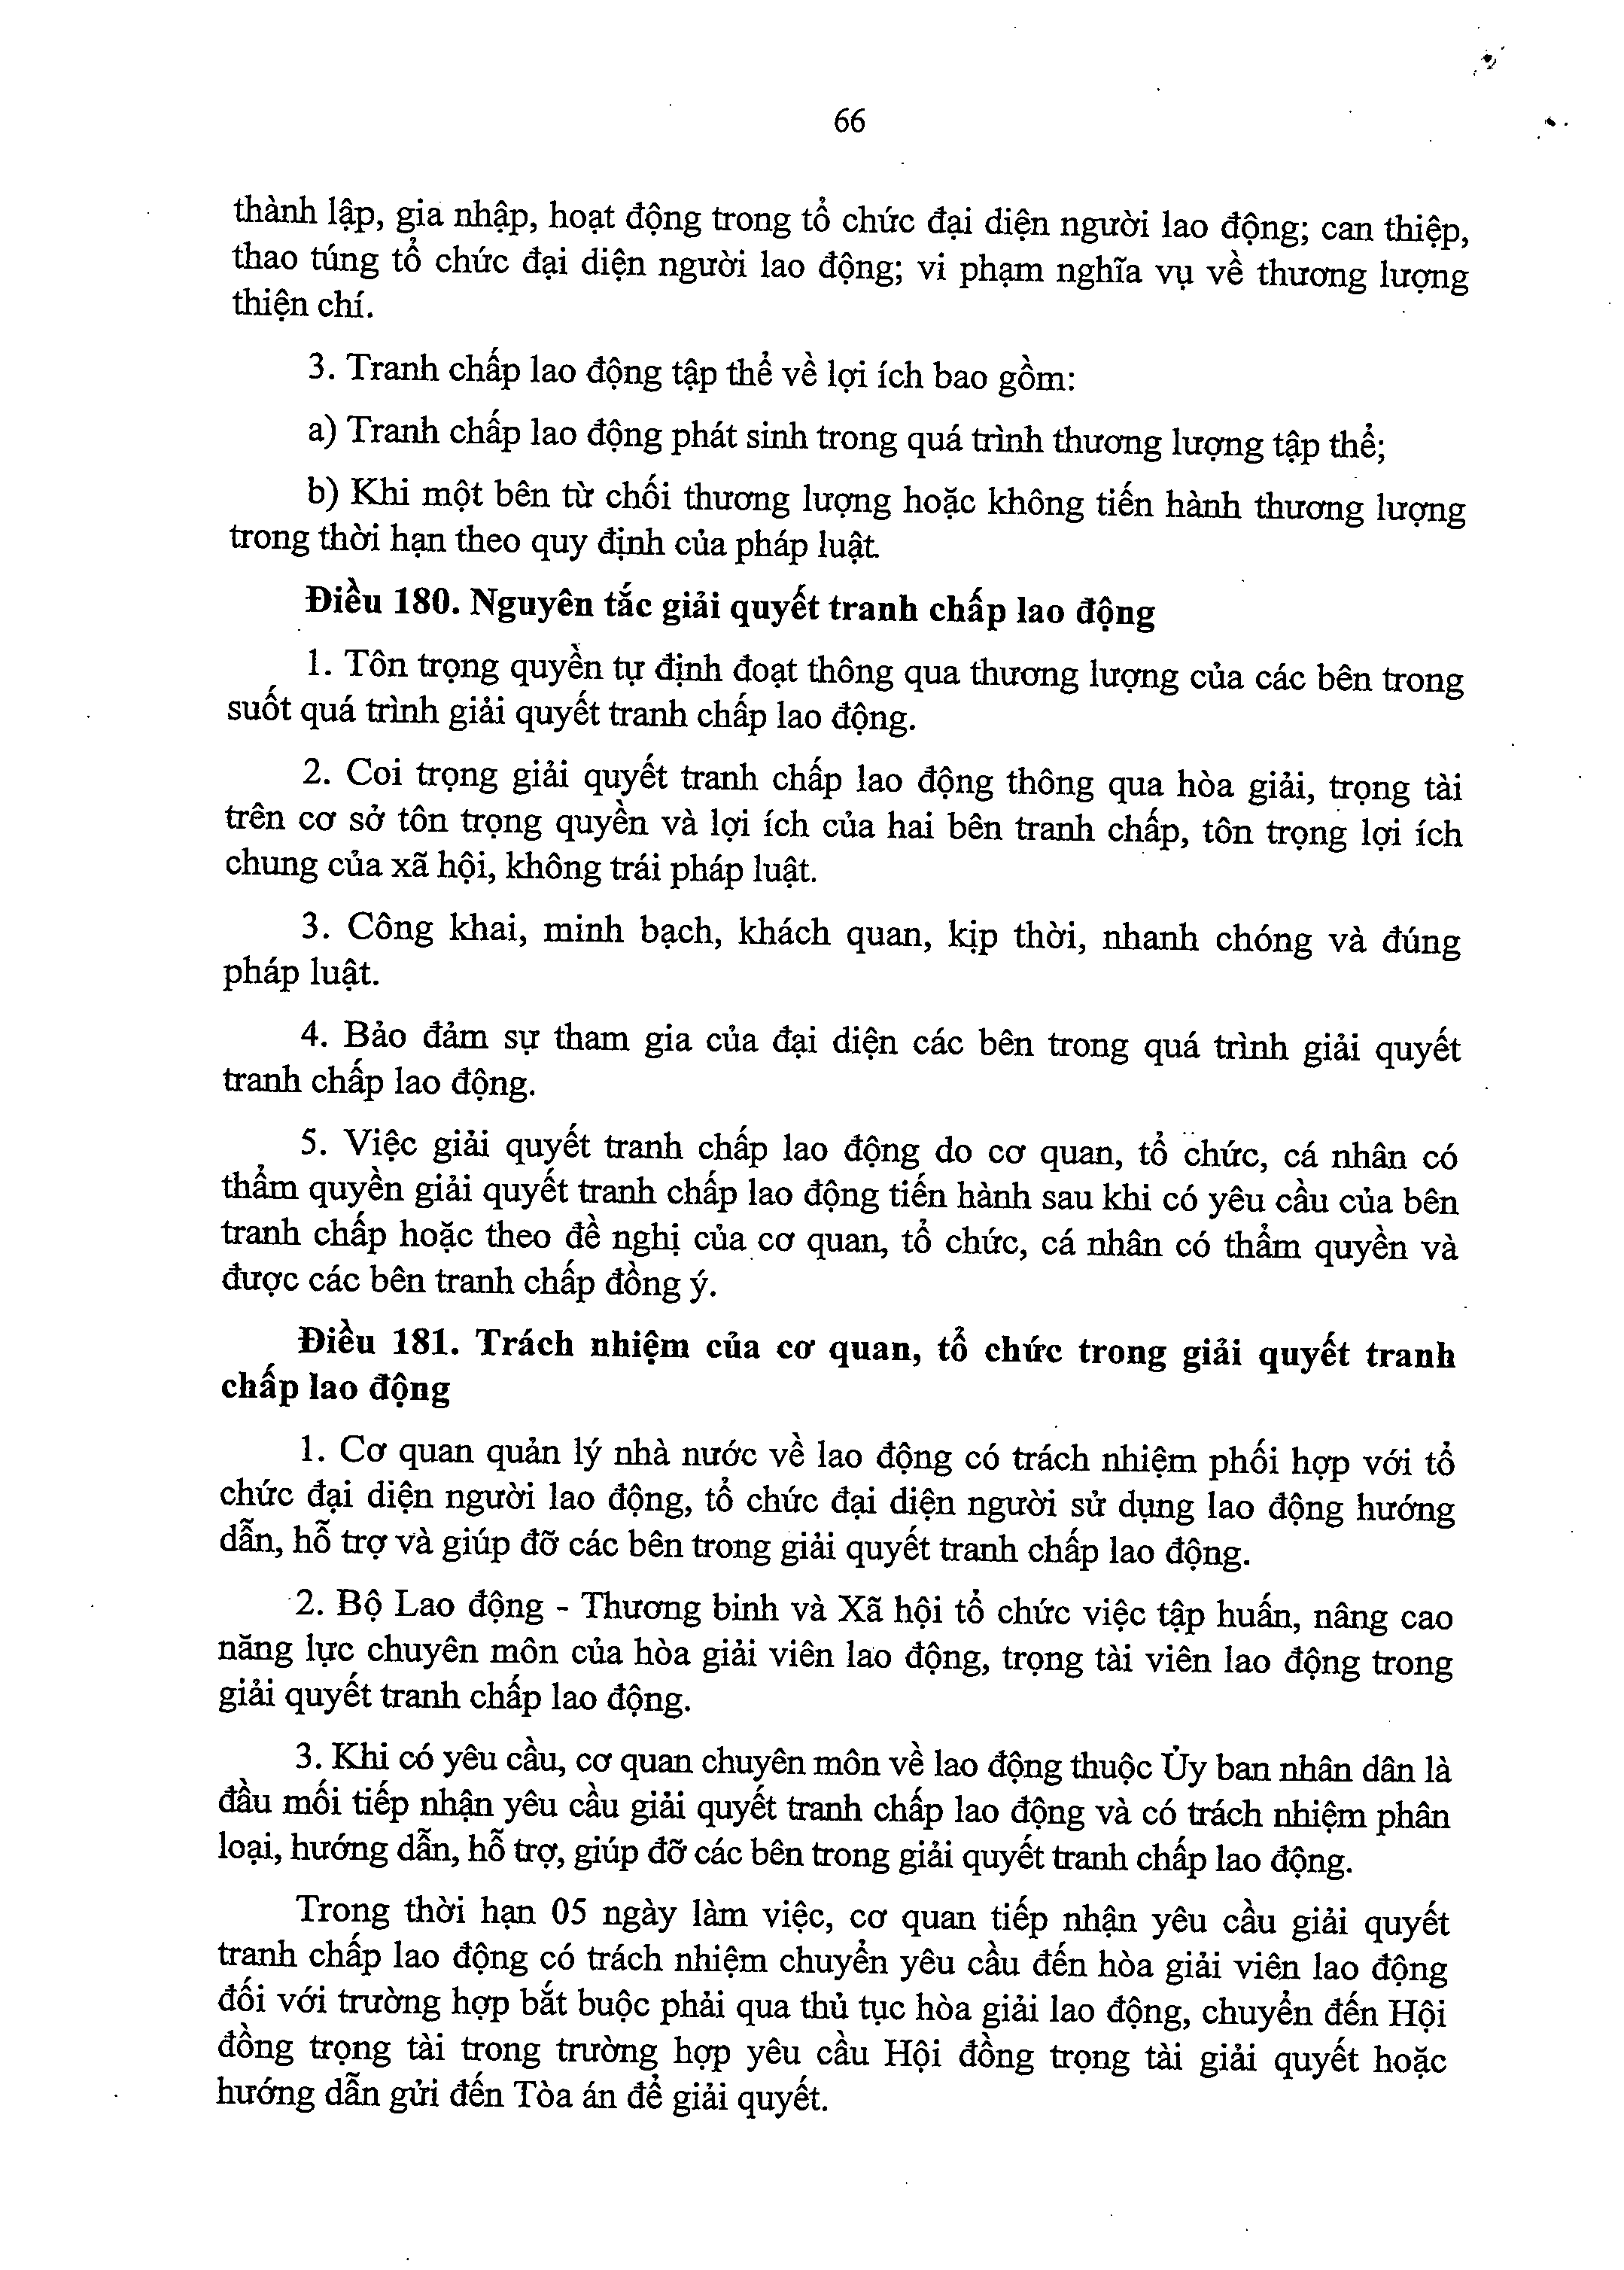 66
thành lập, gia nhập, hoạt động trong tổ chức đại diện người lao động; can thiệp,
thao túng tổ chức đại diện người lao động; vi phạm nghĩa vụ về thương lượng
thiện chí.
3. Tranh chấp lao động tập thể về lợi ích bao gồm:
a) Tranh chấp lao động phát sinh trong quá trình thương lượng tập thể;
b) Khi một bên từ chối thương lượng hoặc không tiến hành thương lượng
trong thời hạn theo quy định của pháp luật.
Điều 180. Nguyên tắc giải quyết tranh chấp lao động
1. Tôn trọng quyền tự định đoạt thông qua thương lượng của các bên trong
suốt quá trình giải quyết tranh chấp lao động.
2. Coi trọng giải quyết tranh chấp lao động thông qua hòa giải, trọng tài
trên cơ sở tôn trọng quyền và lợi ích của hai bên tranh chấp, tôn trọng lợi ích
chung của xã hội, không trái pháp luật.
3. Công khai, minh bạch, khách quan, kịp thời, nhanh chóng và đúng
pháp luật.
4. Bảo đảm sự tham gia của đại diện các bên trong quá trình giải quyết
tranh chấp lao động.
5. Việc giải quyết tranh chấp lao động do cơ quan, tổ chức, cá nhân có
thẩm quyền giải quyết tranh chấp lao động tiến hành sau khi có yêu cầu của bên
tranh chấp hoặc theo đề nghị của cơ quan, tổ chức, cá nhân có thẩm quyền và
được các bên tranh chấp đồng ý.
Điều 181. Trách nhiệm của cơ quan, tổ chức trong giải quyết tranh
chấp lao động
1. Cơ quan quản lý nhà nước về lao động có trách nhiệm phối hợp với tổ
chức đại diện người lao động, tổ chức đại diện người sử dụng lao động hướng
dẫn, hỗ trợ và giúp đỡ các bên trong giải quyết tranh chấp lao động.
2. Bộ Lao động - Thương binh và Xã hội tổ chức việc tập huấn, nâng cao
năng lực chuyên môn của hòa giải viên lao động, trọng tài viên lao động trong
giải quyết tranh chấp lao động.
3. Khi có yêu cầu, cơ quan chuyên môn về lao động thuộc Ủy ban nhân dân là
đầu mối tiếp nhận yêu cầu giải quyết tranh chấp lao động và có trách nhiệm phân
loại, hướng dẫn, hỗ trợ, giúp đỡ các bên trong giải quyết tranh chấp lao động.
Trong thời hạn 05 ngày làm việc, cơ quan tiếp nhận yêu cầu giải quyết
tranh chấp lao động có trách nhiệm chuyển yêu cầu đến hòa giải viên lao động
đối với trường hợp bắt buộc phải qua thủ tục hòa giải lao động, chuyển đến Hội
đồng trọng tài trong trường hợp yêu cầu Hội đồng trọng tài giải quyết hoặc
hướng dẫn gửi đến Tòa án để giải quyết.